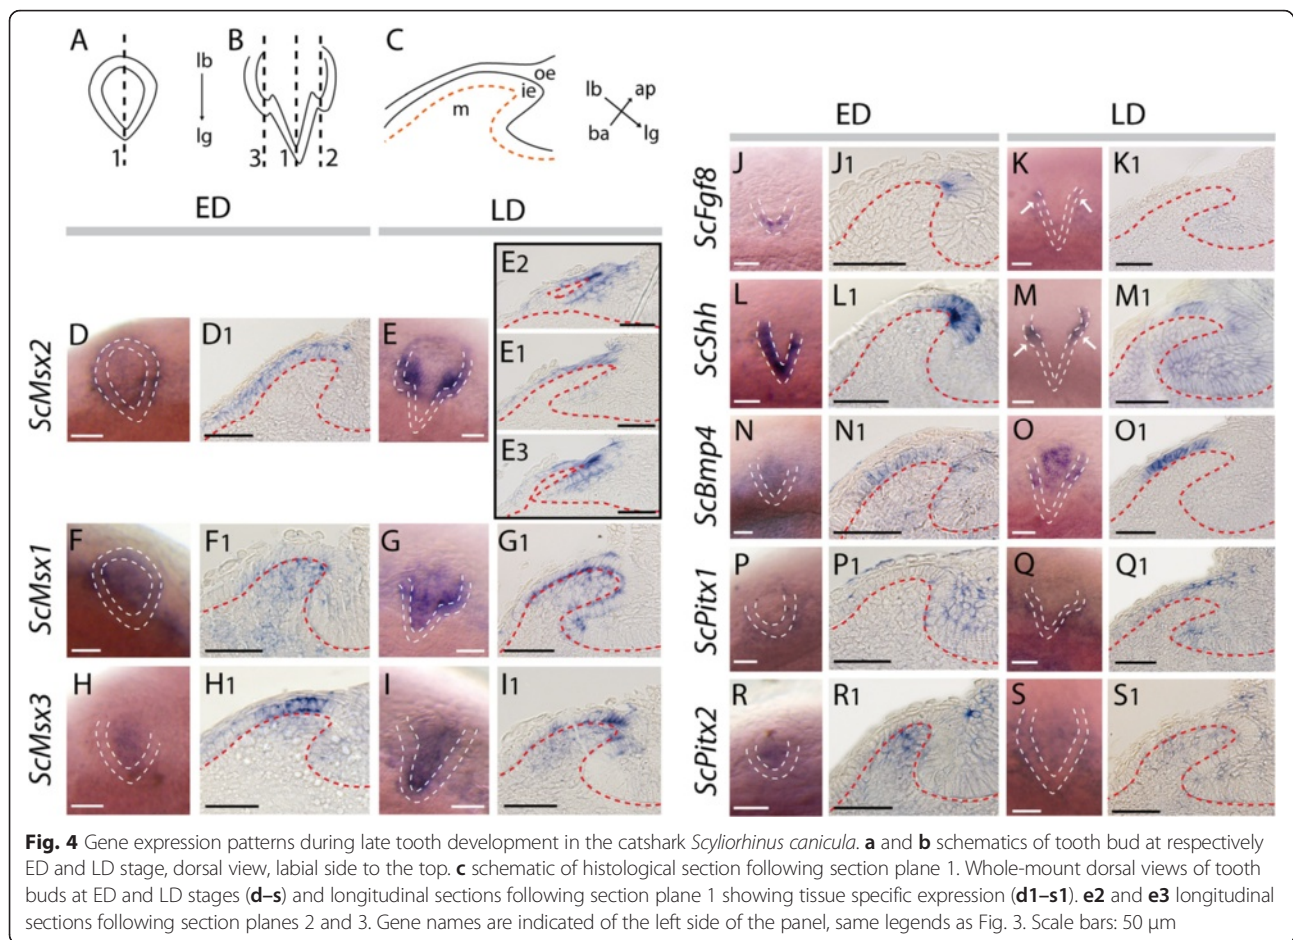 A
B
C
lb
lg
1
3
1
2
oe
ie
m
lb
ap
ba
lg
ED
LD
ScMsx2
D
D1
E
E2
E1
E3
ScMsx1
F
F1
G
G1
ScMsx3
H
H1
I
I1
ED
LD
ScFgf8
J
J1
K
K1
ScShh
L
L1
M
M1
ScBmp4
N
N1
O
O1
ScPitx1
P
P1
Q
Q1
ScPitx2
R
R1
S
S1
Fig. 4 Gene expression patterns during late tooth development in the catshark Scyliorhinus canicula. a and b schematics of tooth bud at respectively
ED and LD stage, dorsal view, labial side to the top. c schematic of histological section following section plane 1. Whole-mount dorsal views of tooth
buds at ED and LD stages (d–s) and longitudinal sections following section plane 1 showing tissue specific expression (d1–s1). e2 and e3 longitudinal
sections following section planes 2 and 3. Gene names are indicated of the left side of the panel, same legends as Fig. 3. Scale bars: 50 μm